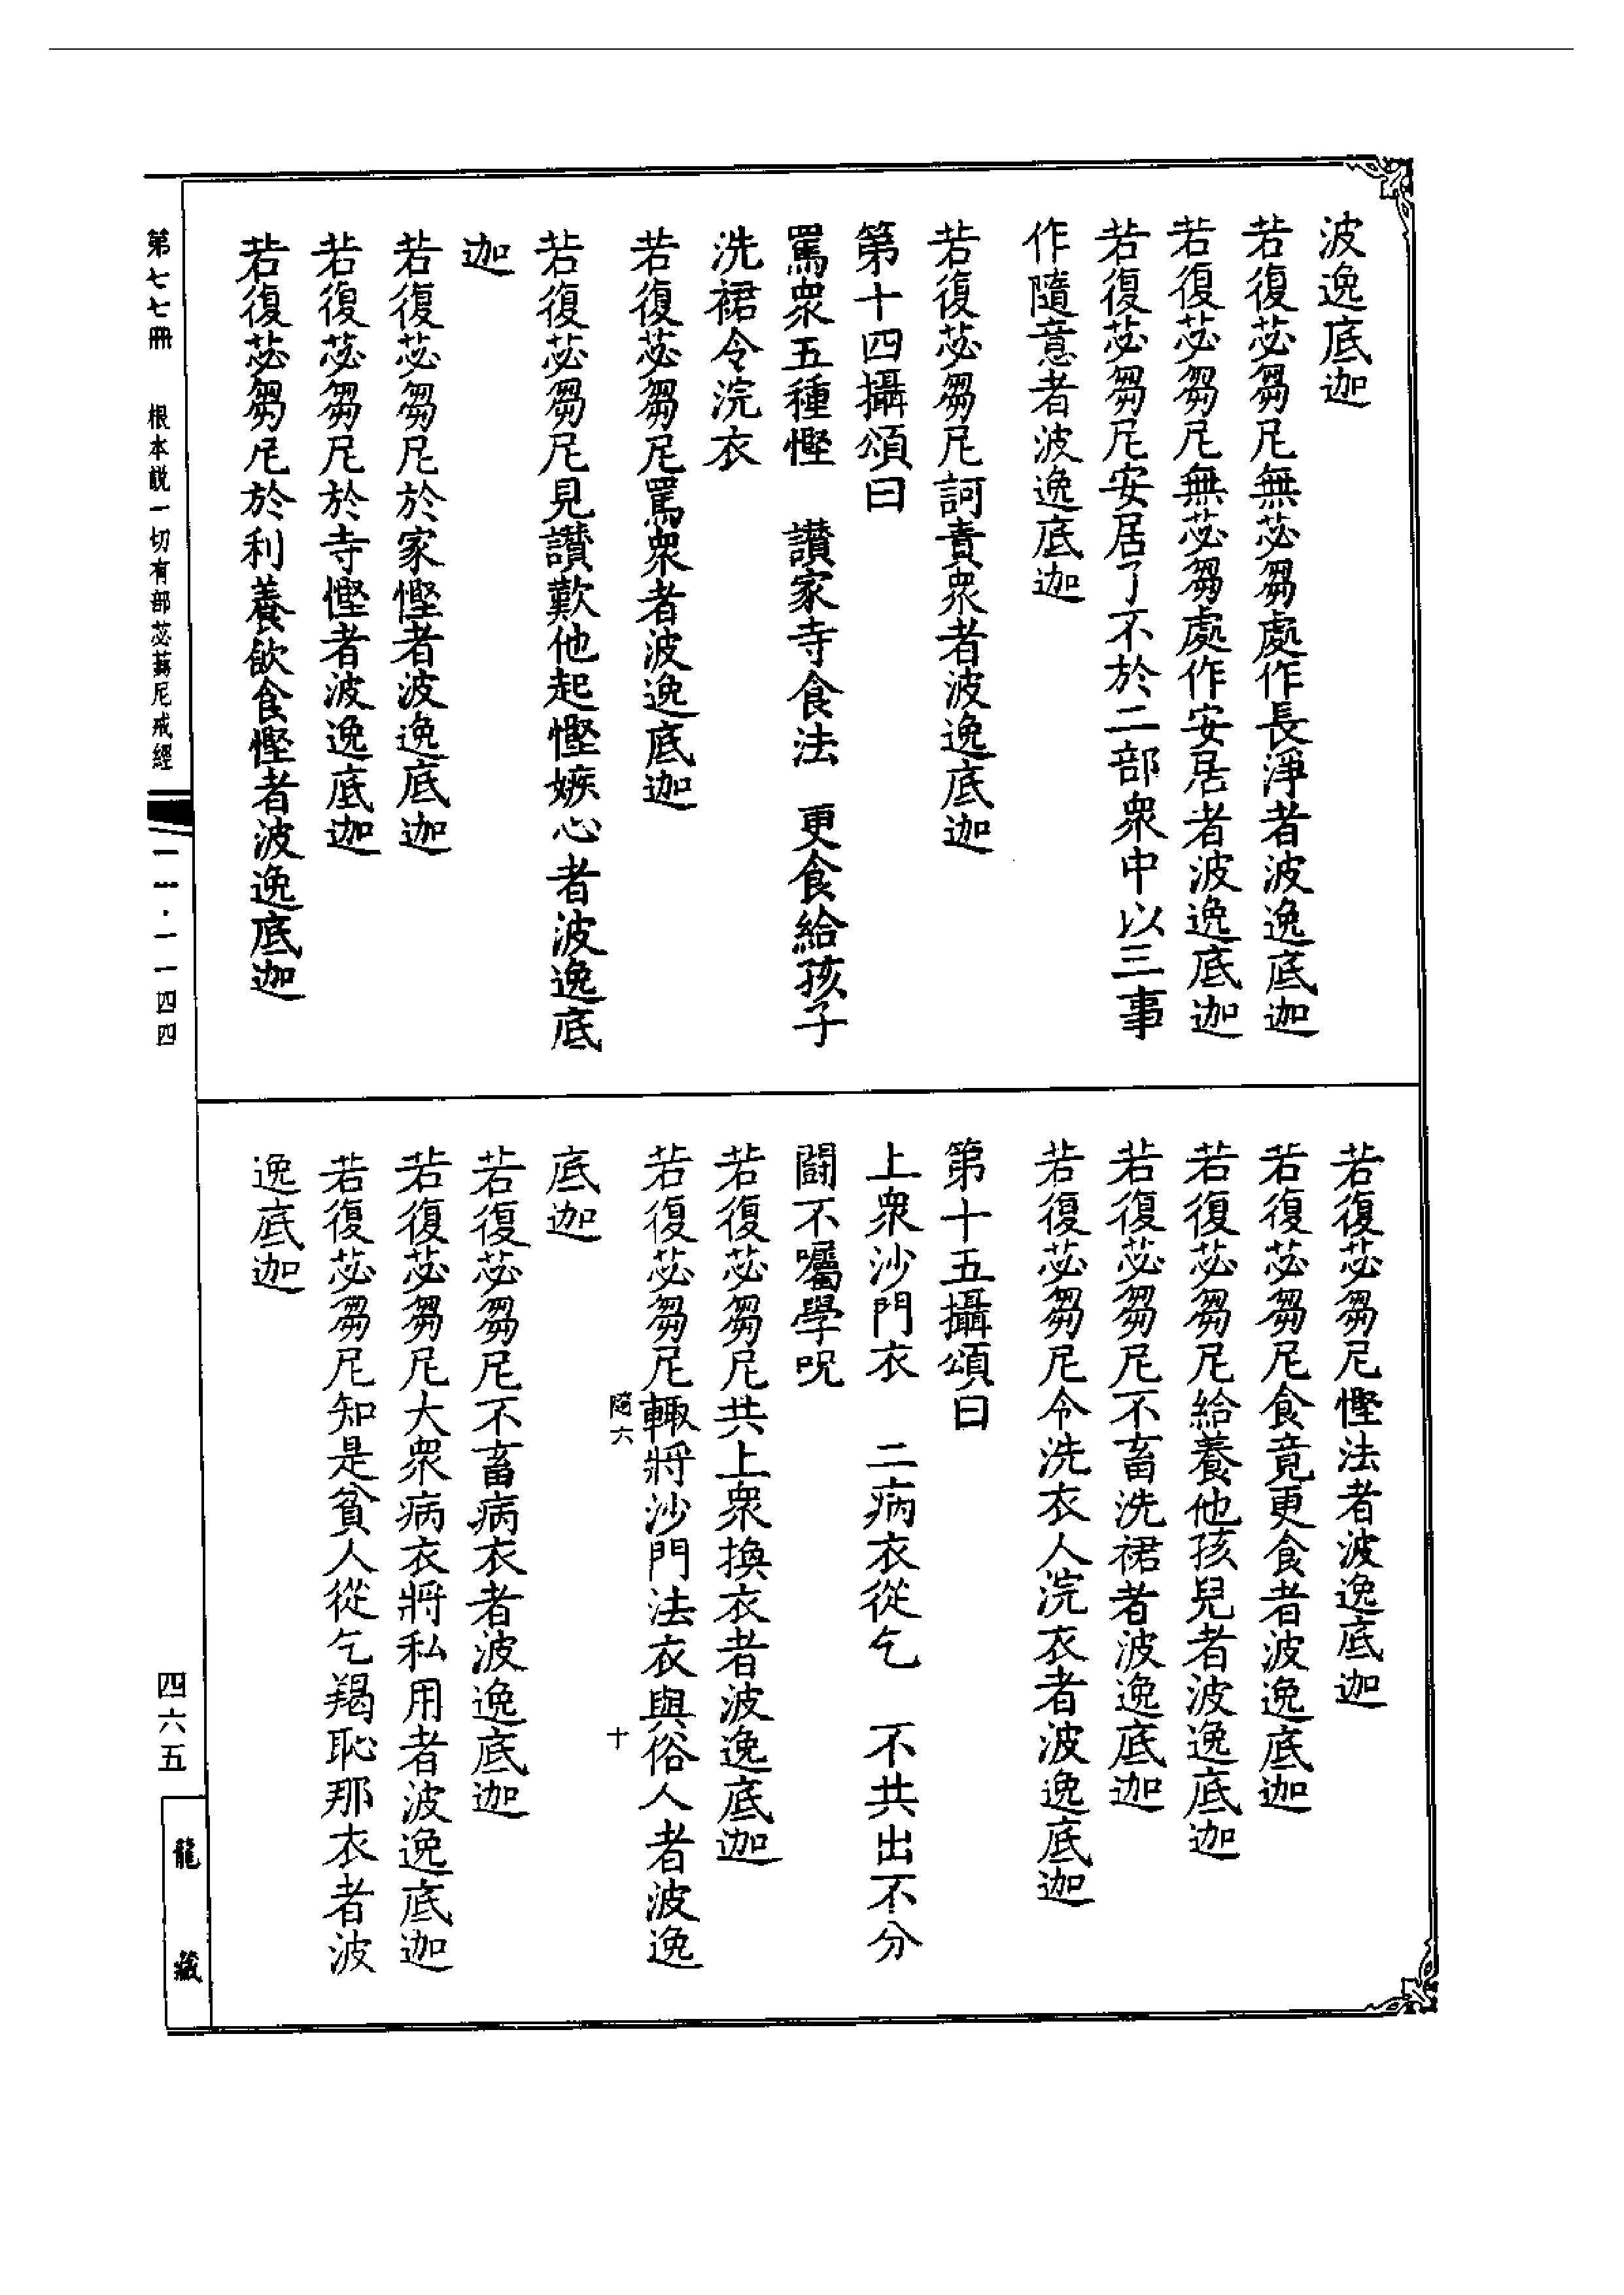 波逸底迦
若復苾芻尼無苾芻處作長淨者波逸底迦
若復苾芻尼無苾芻處作安居者波逸底迦
若復苾芻尼安居了不於二部衆中以三事
作隨意者波逸底迦
若復苾芻尼訶責衆者波逸底迦
第十四攝頌曰
罵衆五種慳　讚家寺食法　更食給孩子
洗裙令浣衣
若復苾芻尼罵衆者波逸底迦
若復苾芻尼見讚歎他起慳嫉心者波逸底
迦
若復苾芻尼於家慳者波逸底迦
若復苾芻尼於寺慳者波逸底迦
若復苾芻尼於利養飲食慳者波逸底迦
若復苾芻尼慳法者波逸底迦
若復苾芻尼食竟更食者波逸底迦
若復苾芻尼給養他孩兒者波逸底迦
若復苾芻尼不畜洗裙者波逸底迦
若復苾芻尼令洗衣人浣衣者波逸底迦
第十五攝頌曰
上衆沙門衣　二病衣從乞　不共出不分
鬪不囑學呪
若復苾芻尼共上衆換衣者波逸底迦
若復苾芻尼輙將沙門法衣與俗人者波逸
隨六　十
底迦
若復苾芻尼不畜病衣者波逸底迦
若復苾芻尼大衆病衣將私用者波逸底迦
若復苾芻尼知是貧人從乞羯恥那衣者波
逸底迦
第七七冊　根本説一切有部苾蒭尼戒經
一一·一一四四
四六五
龍藏